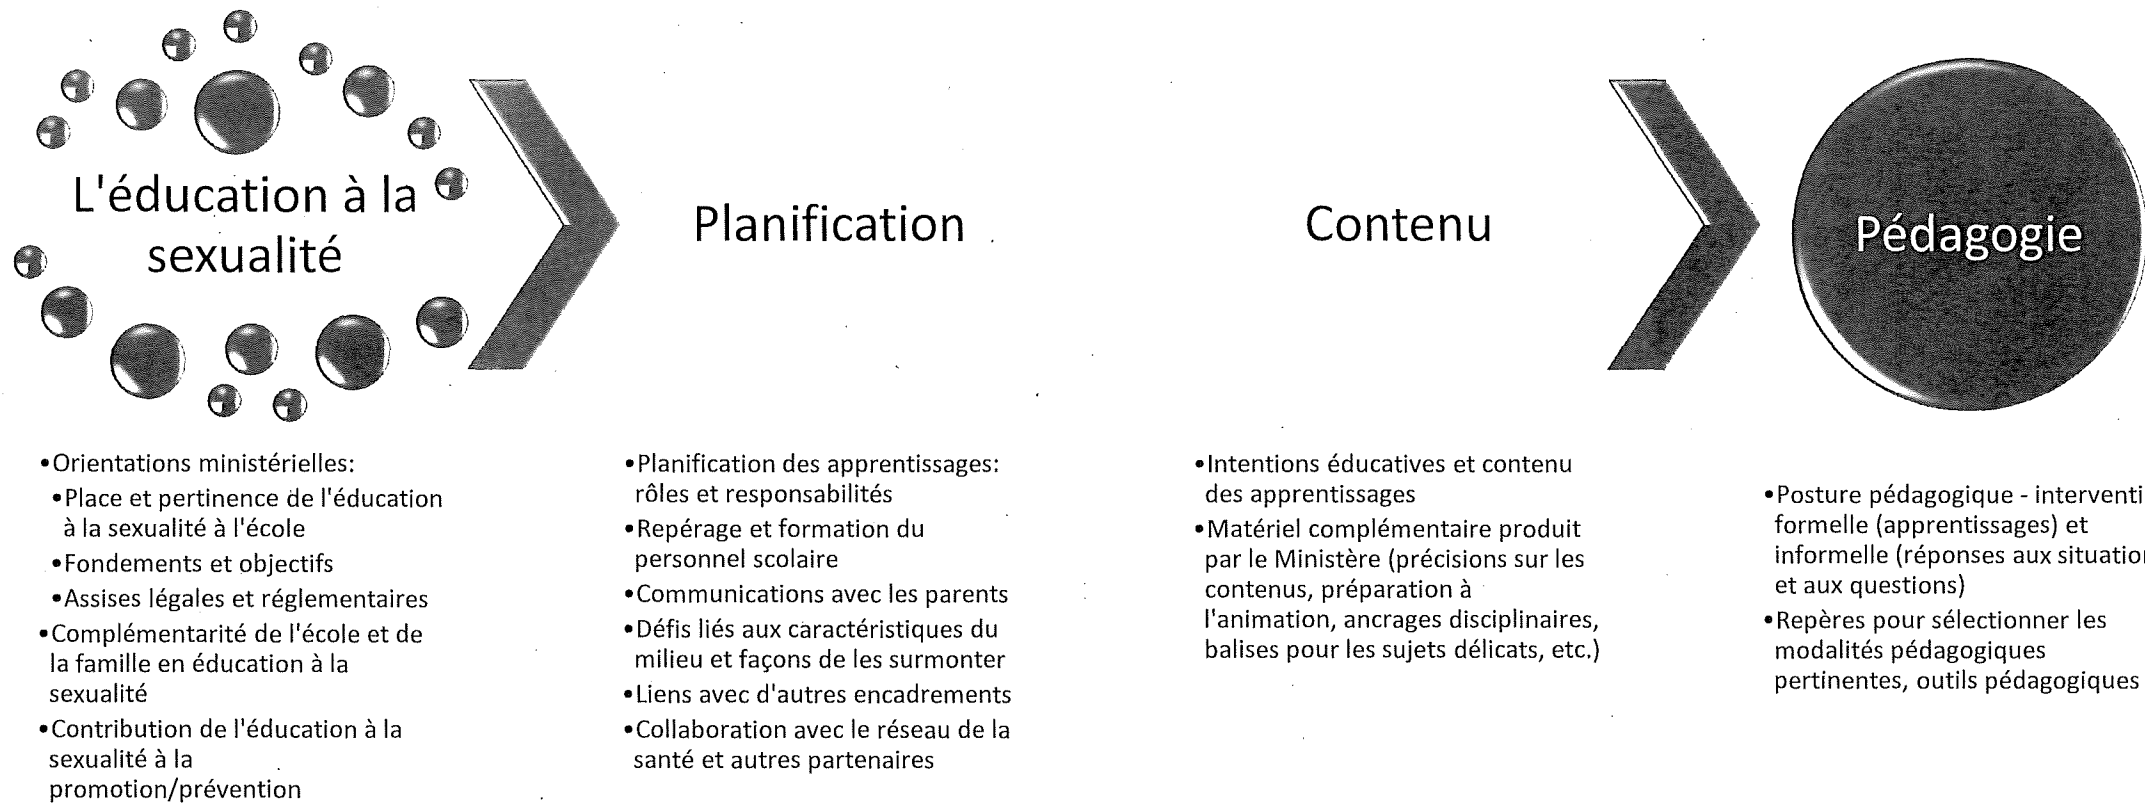 L'éducation à la
sexualité
Planification
Contenu
Pédagogie
•Orientations ministérielles:
•Place et pertinence de l'éducation
à la sexualité à l'école
•Fondements et objectifs
•Assises légales et réglementaires
•Complémentarité de l'école et de
la famille en éducation à la
sexualité
•Contribution de l'éducation à la
sexualité à la
promotion/prévention
•Planification des apprentissages:
rôles et responsabilités
•Repérage et formation du
personnel scolaire
•Communications avec les parents
•Défis liés aux caractéristiques du
milieu et façons de les surmonter
•Liens avec d'autres encadrements
•Collaboration avec le réseau de la
santé et autres partenaires
•Intentions éducatives et contenu
des apprentissages
•Matériel complémentaire produit
par le Ministère (précisions sur les
contenus, préparation à
l'animation, ancrages disciplinaires,
balises pour les sujets délicats, etc.)
•Posture pédagogique - interventi
formelle (apprentissages) et
informelle (réponses aux situation
et aux questions)
•Repères pour sélectionner les
modalités pédagogiques
pertinentes, outils pédagogiques